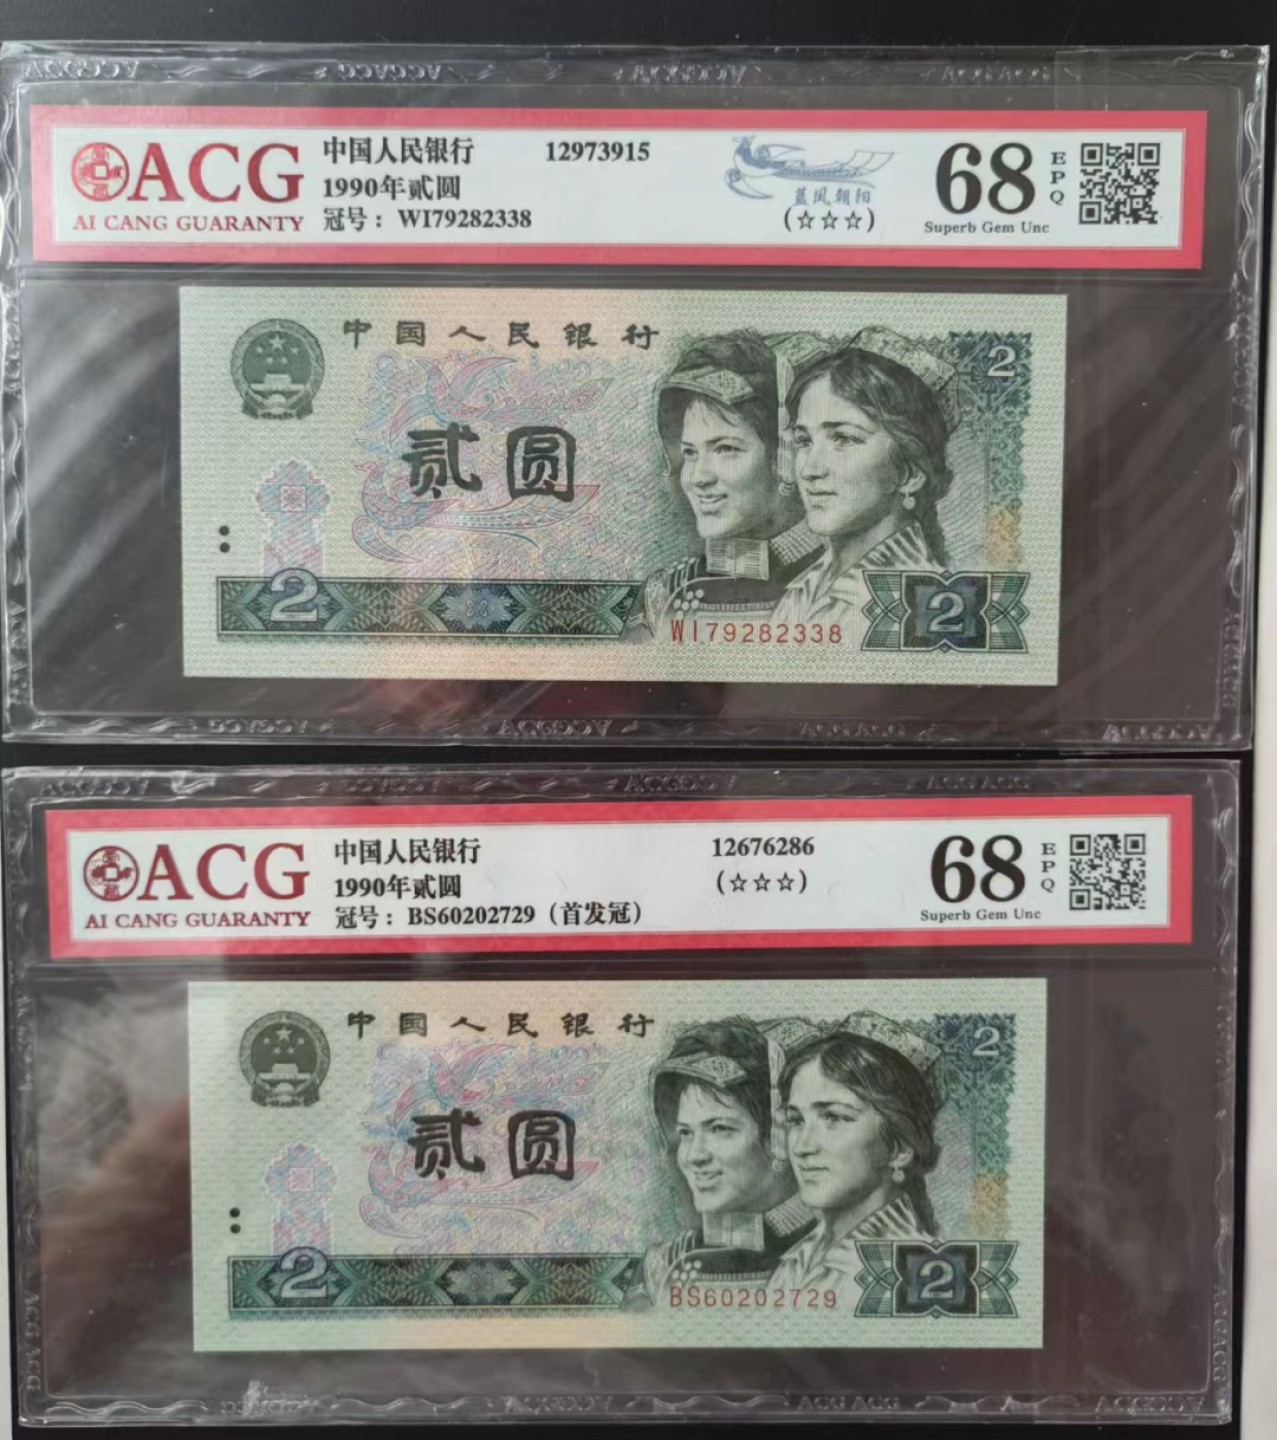 ACG
AI CANG GUARANTY
中国人民银行 12973915
1990年贰圆
冠号：WI79282338
蓝凤朝阳
(☆☆☆)
68 EPQ
Superb Gem Unc
中国人民银行
2
贰圆
2
WI79282338
2
ACG
AI CANG GUARANTY
中国人民银行 12676286
1990年贰圆 (☆☆☆)
冠号：BS60202729（首发冠）
68 EPQ
Superb Gem Unc
中国人民银行
2
贰圆
2
BS60202729
2